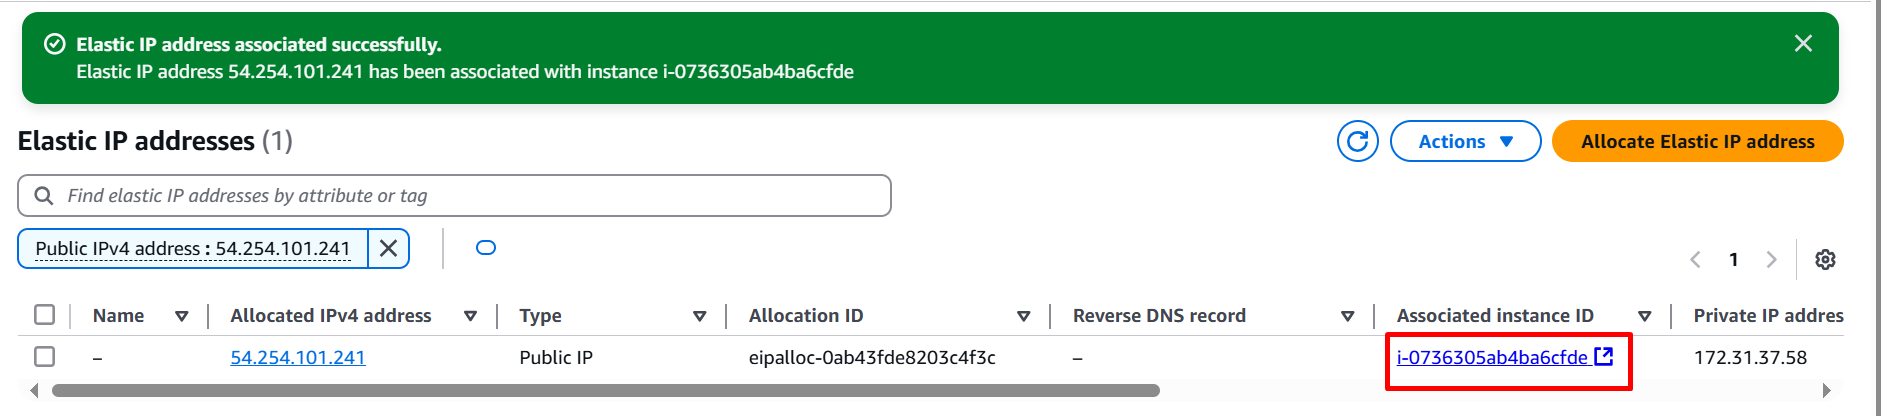 Elastic IP address associated successfully.
Elastic IP address 54.254.101.241 has been associated with instance i-0736305ab4ba6cfde
Elastic IP addresses (1)
Actions
Allocate Elastic IP address
Find elastic IP addresses by attribute or tag
Public IPv4 address : 54.254.101.241
1
Name Allocated IPv4 address Type Allocation ID Reverse DNS record Associated instance ID Private IP addres
– 54.254.101.241 Public IP eipalloc-0ab43fde8203c4f3c – i-0736305ab4ba6cfde 172.31.37.58